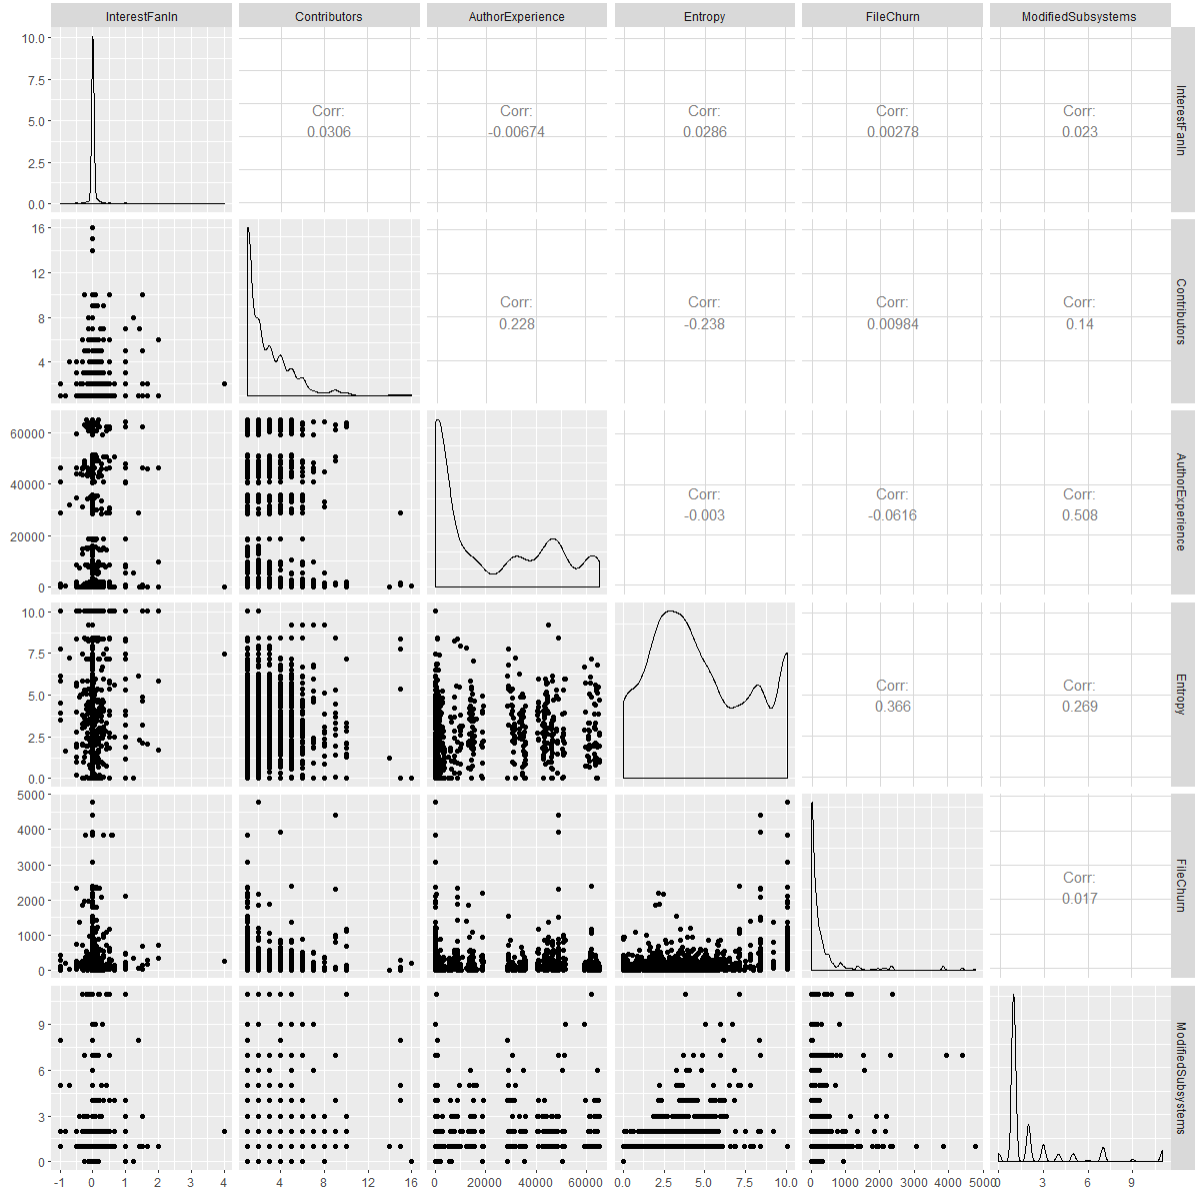 InterestFanIn Contributors AuthorExperience Entropy FileChurn ModifiedSubsystems
10.0
7.5
5.0
2.5
0.0
Corr:
0.0306
Corr:
-0.00674
Corr:
0.0286
Corr:
0.00278
Corr:
0.023
InterestFanIn
16
12
8
4
Corr:
0.228
Corr:
-0.238
Corr:
0.00984
Corr:
0.14
Contributors
60000
40000
20000
0
Corr:
-0.003
Corr:
-0.0616
Corr:
0.508
AuthorExperience
10.0
7.5
5.0
2.5
0.0
Corr:
0.366
Corr:
0.269
Entropy
5000
4000
3000
2000
1000
0
Corr:
0.017
FileChurn
9
6
3
0
ModifiedSubsystems
-1 0 1 2 3 4 4 8 12 16 0 20000 40000 60000 0.0 2.5 5.0 7.5 10.0 0 1000 2000 3000 4000 5000 0 3 6 9